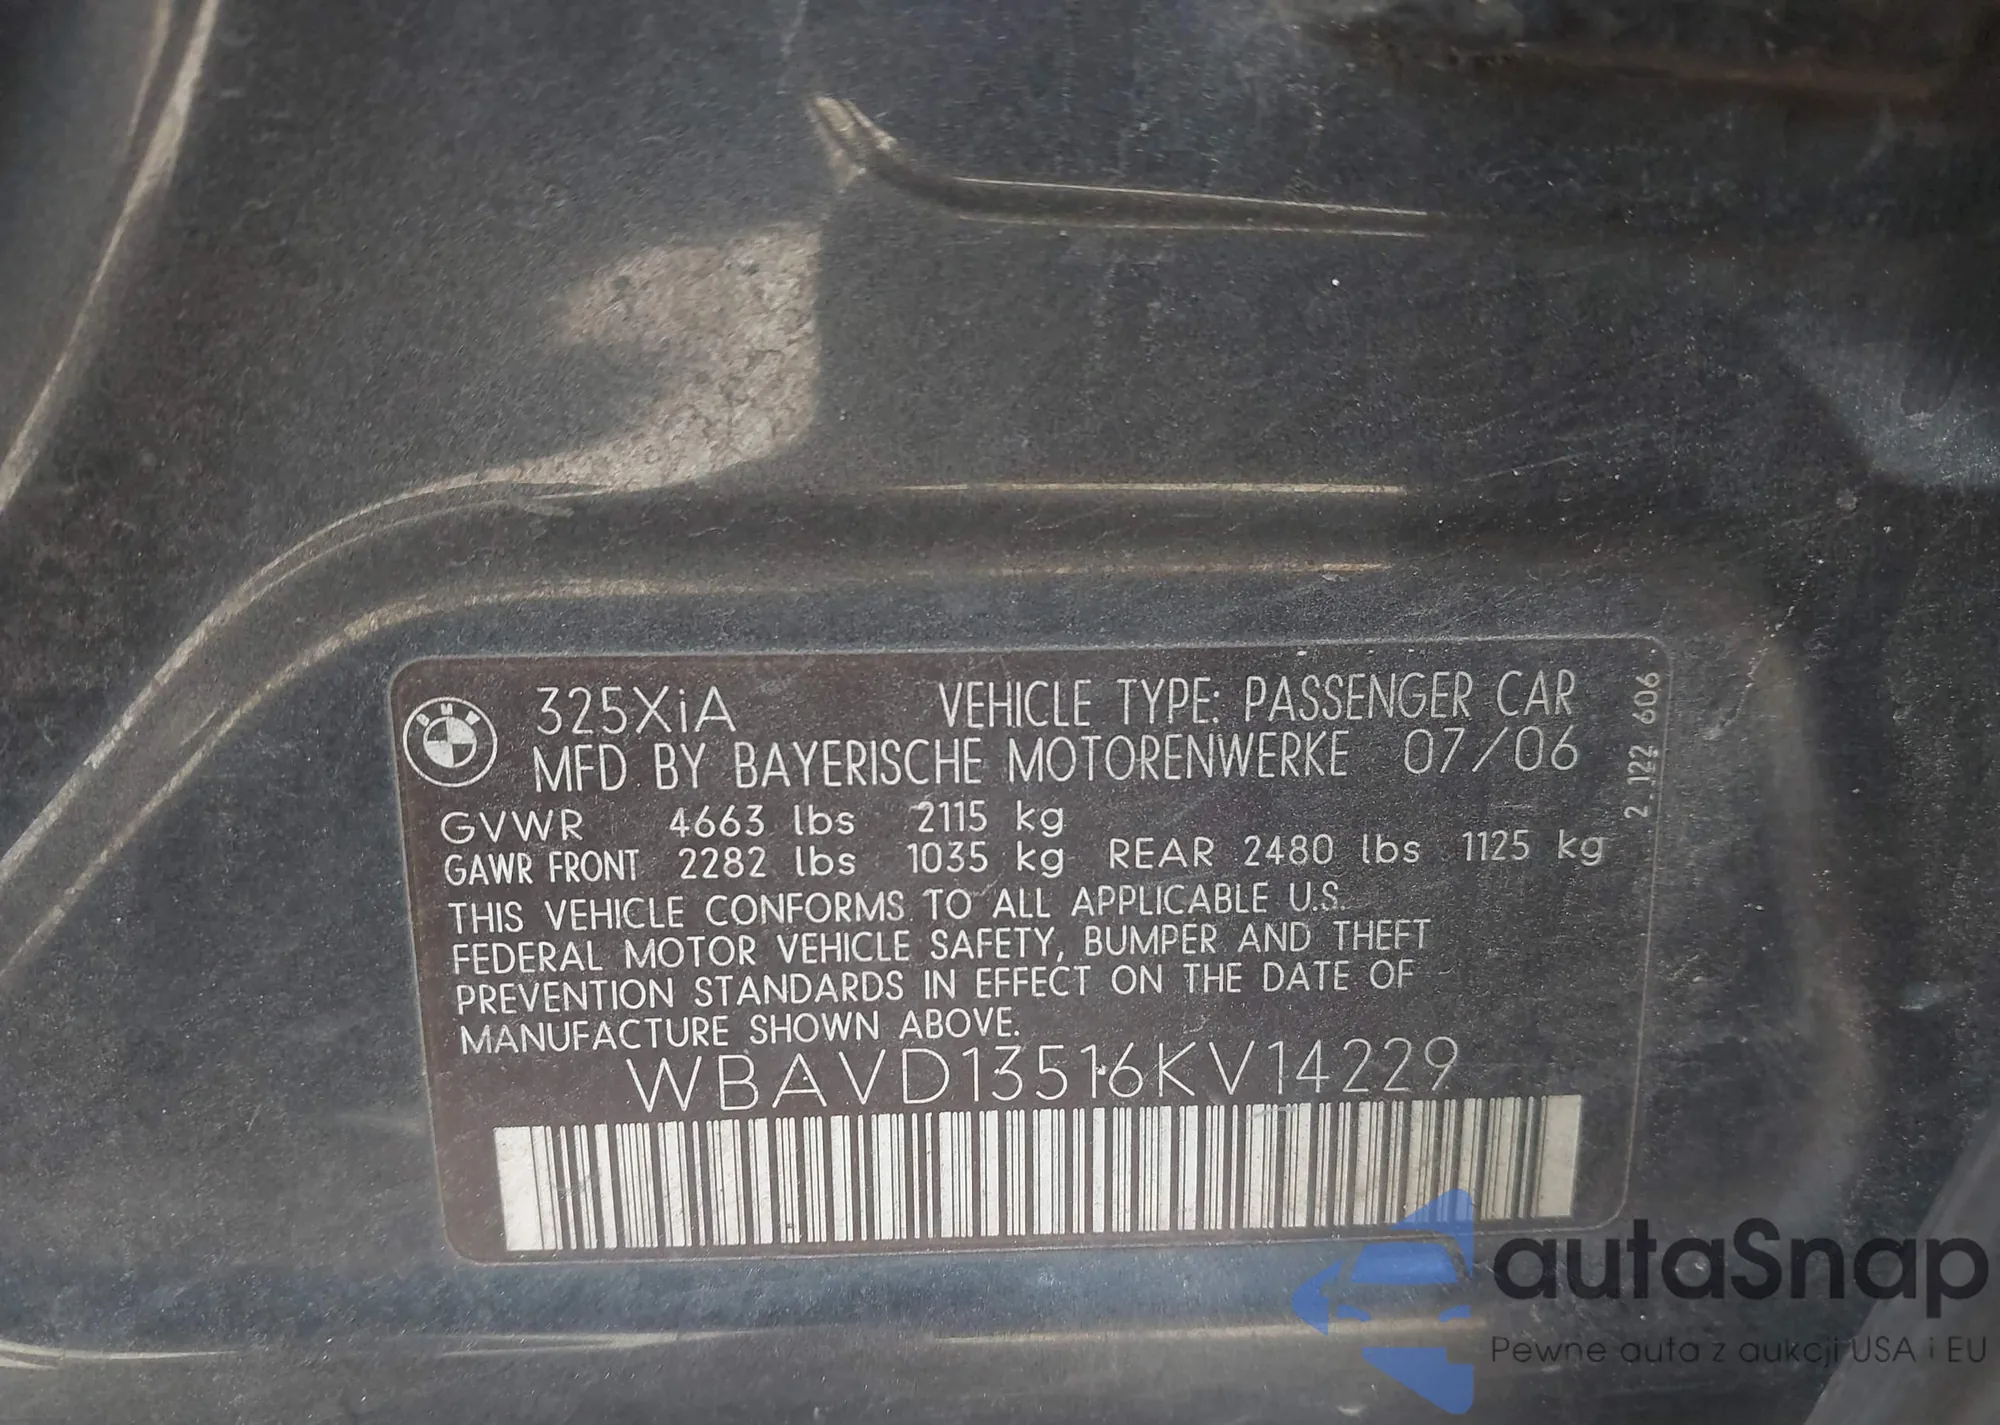 BMW
325XiA VEHICLE TYPE: PASSENGER CAR
MFD BY BAYERISCHE MOTORENWERKE 07/06
GVWR 4663 lbs 2115 kg
GAWR FRONT 2282 lbs 1035 kg REAR 2480 lbs 1125 kg
THIS VEHICLE CONFORMS TO ALL APPLICABLE U.S.
FEDERAL MOTOR VEHICLE SAFETY, BUMPER AND THEFT
PREVENTION STANDARDS IN EFFECT ON THE DATE OF
MANUFACTURE SHOWN ABOVE.
WBAVD13516KV14229
2.122 606
autaSnap
Pewne auta z aukcji USA i EU